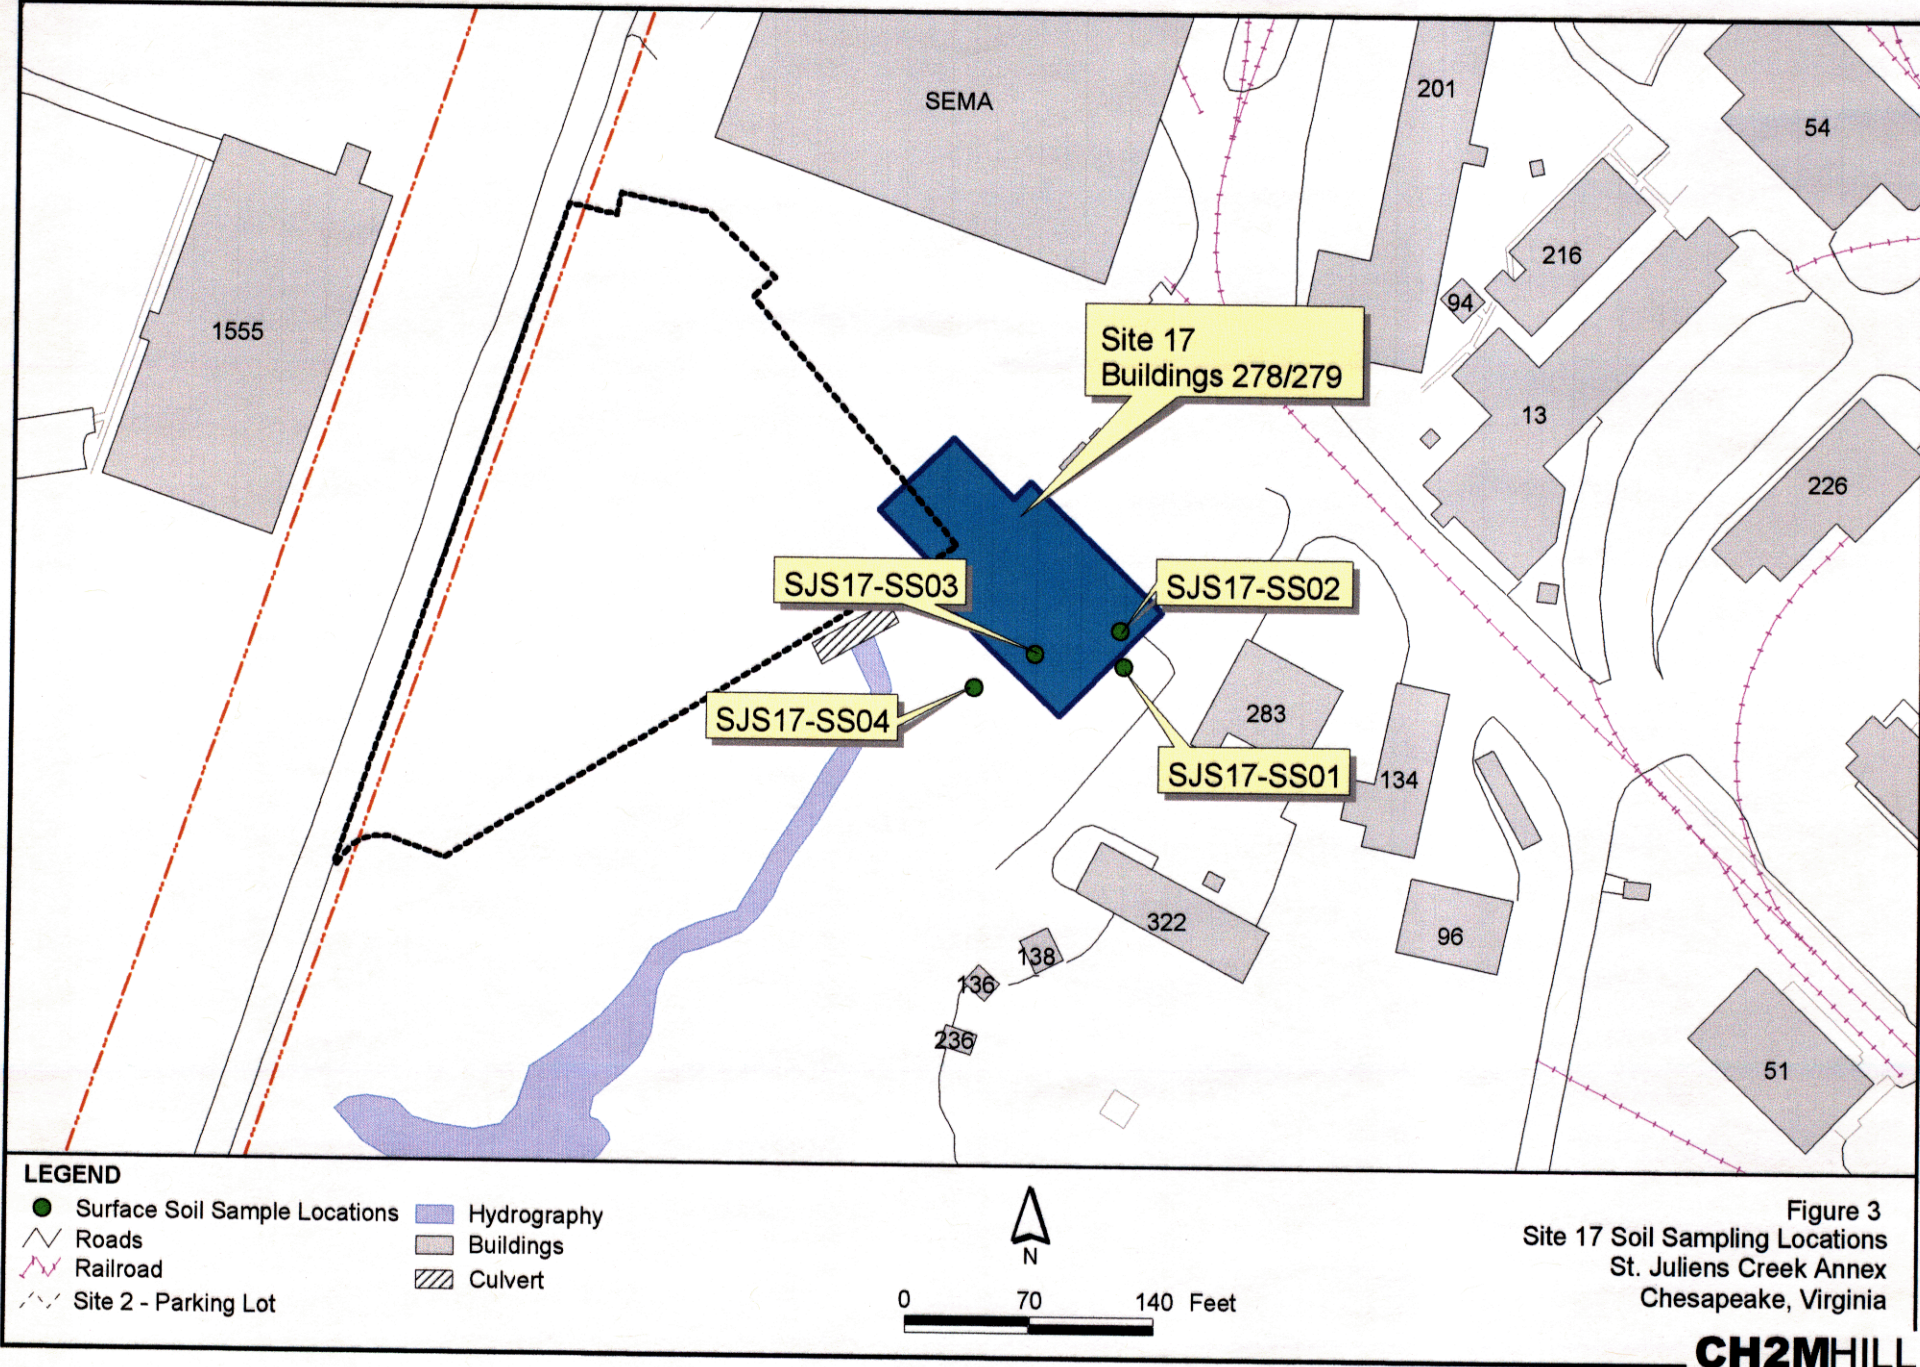 SEMA
201
54
216
94
1555
Site 17
Buildings 278/279
13
226
SJS17-SS03
SJS17-SS02
SJS17-SS04
283
SJS17-SS01
134
322
96
138
136
236
51
LEGEND
Surface Soil Sample Locations
Roads
Railroad
Site 2 - Parking Lot
Hydrography
Buildings
Culvert
N
0 70 140 Feet
Figure 3
Site 17 Soil Sampling Locations
St. Juliens Creek Annex
Chesapeake, Virginia
CH2MHILL